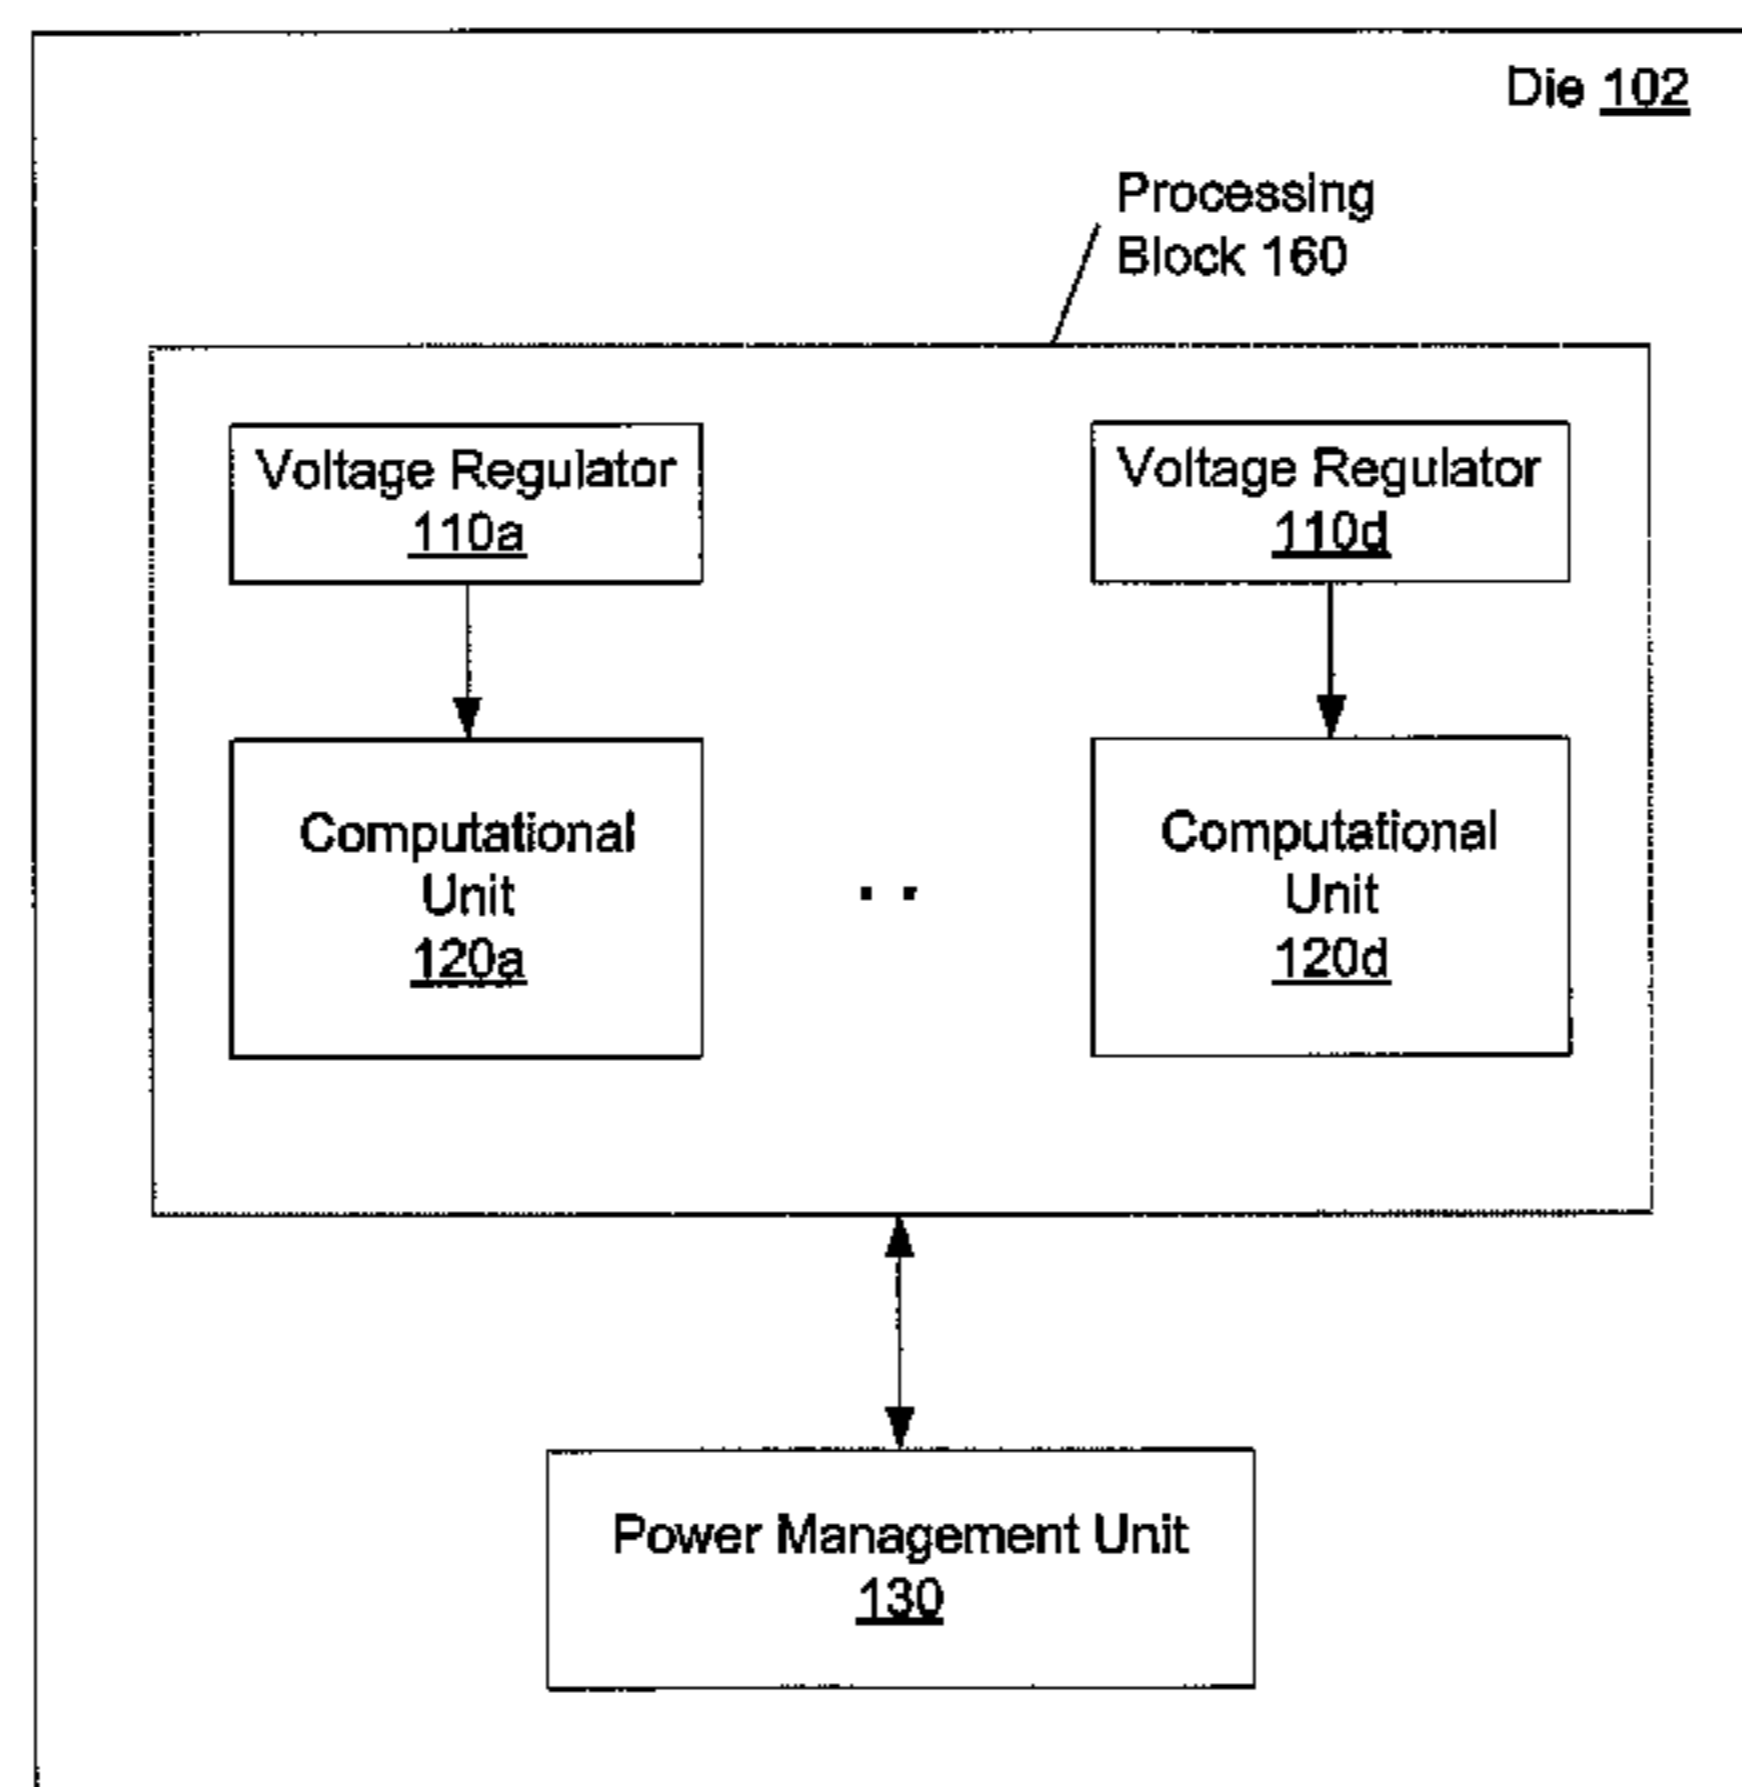 Die 102
Processing
Block 160
Voltage Regulator
110a
Voltage Regulator
110d
Computational
Unit
120a
. .
Computational
Unit
120d
Power Management Unit
130